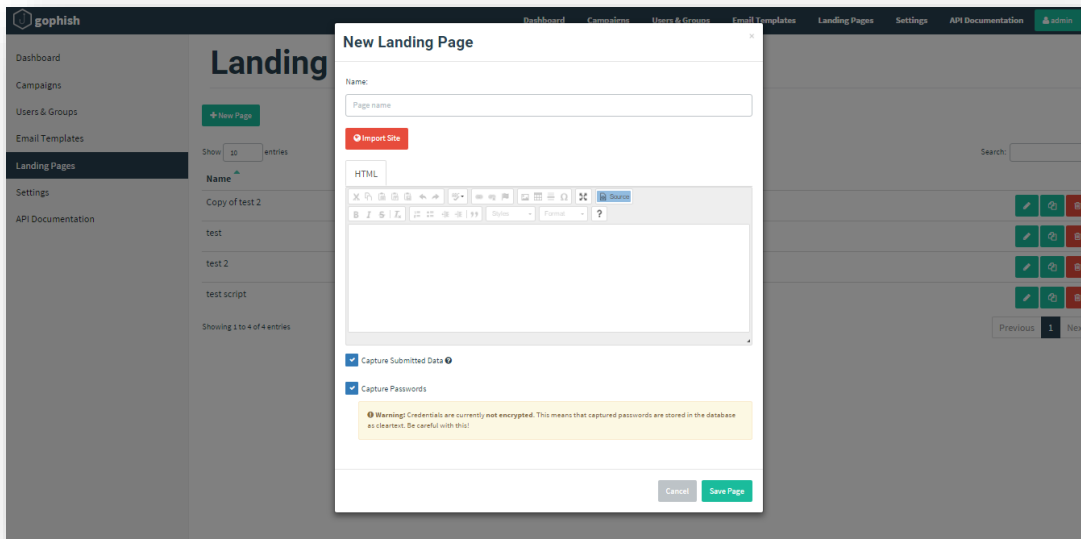 gophish
Dashboard Campaigns Users & Groups Email Templates Landing Pages Settings API Documentation admin
New Landing Page
×
Dashboard
Campaigns
Users & Groups
Email Templates
Landing Pages
Settings
API Documentation
Landing
+ New Page
Show 10 entries
Search:
Name
Copy of test 2
test
test 2
test script
Showing 1 to 4 of 4 entries
Previous 1 Nex
Name:
Page name
Import Site
HTML
Source
B I S Tx Styles Format ?
Capture Submitted Data
Capture Passwords
Warning! Credentials are currently not encrypted. This means that captured passwords are stored in the database
as cleartext. Be careful with this!
Cancel Save Page